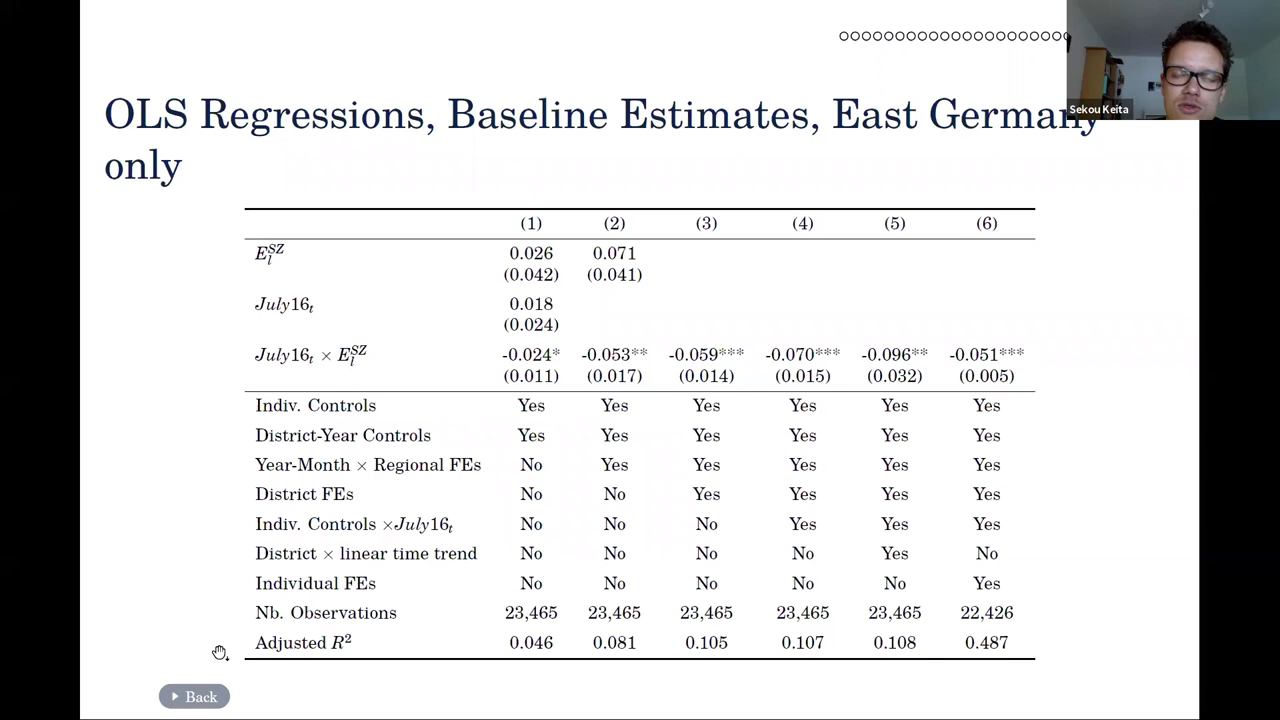 Sekou Keita
OLS Regressions, Baseline Estimates, East Germany
only
(1) (2) (3) (4) (5) (6)
E_l^{SZ} 0.026 0.071
(0.042) (0.041)
July16_t 0.018
(0.024)
July16_t × E_l^{SZ} -0.024* -0.053** -0.059*** -0.070*** -0.096** -0.051***
(0.011) (0.017) (0.014) (0.015) (0.032) (0.005)
Indiv. Controls Yes Yes Yes Yes Yes Yes
District-Year Controls Yes Yes Yes Yes Yes Yes
Year-Month × Regional FEs No Yes Yes Yes Yes Yes
District FEs No No Yes Yes Yes Yes
Indiv. Controls ×July16_t No No No Yes Yes Yes
District × linear time trend No No No No Yes No
Individual FEs No No No No No Yes
Nb. Observations 23,465 23,465 23,465 23,465 23,465 22,426
Adjusted R² 0.046 0.081 0.105 0.107 0.108 0.487
Back